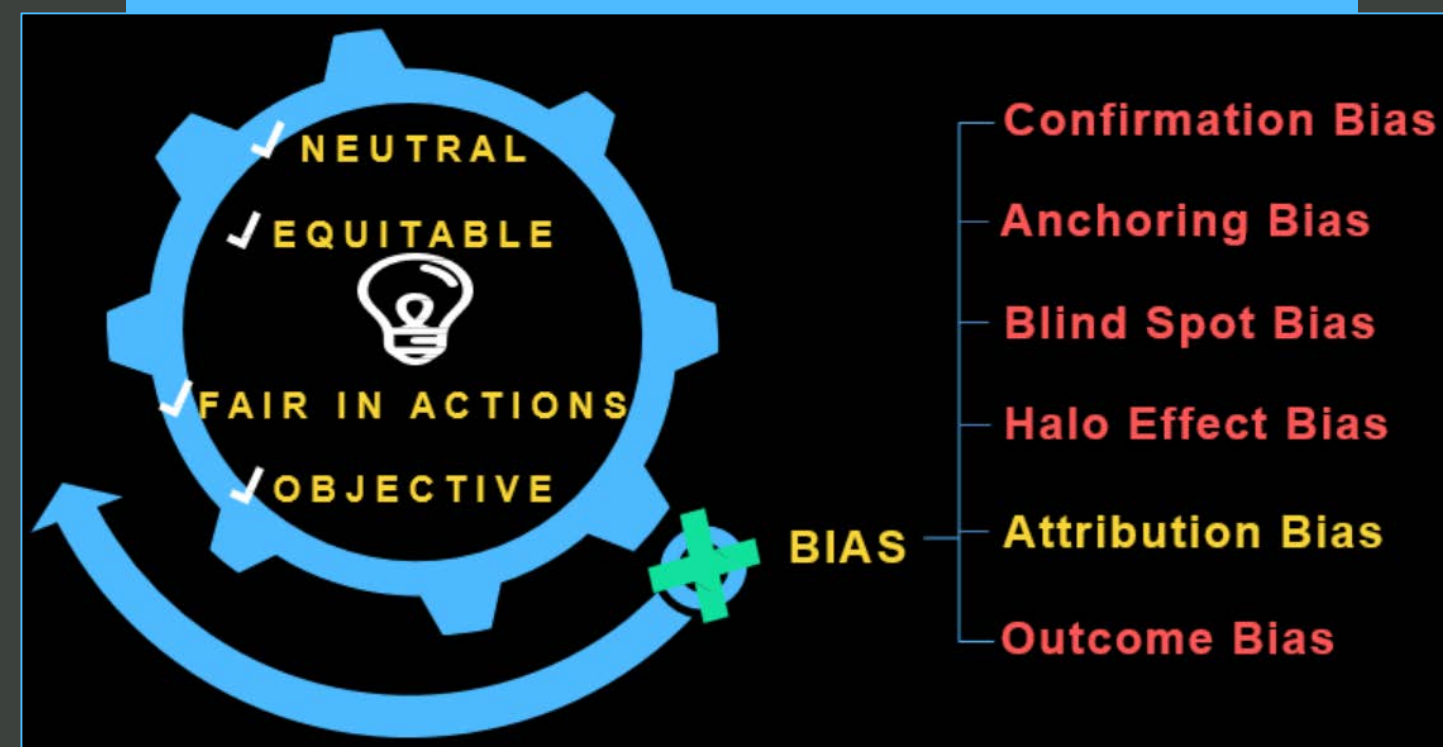 NEUTRAL
EQUITABLE
FAIR IN ACTIONS
OBJECTIVE
BIAS
Confirmation Bias
Anchoring Bias
Blind Spot Bias
Halo Effect Bias
Attribution Bias
Outcome Bias